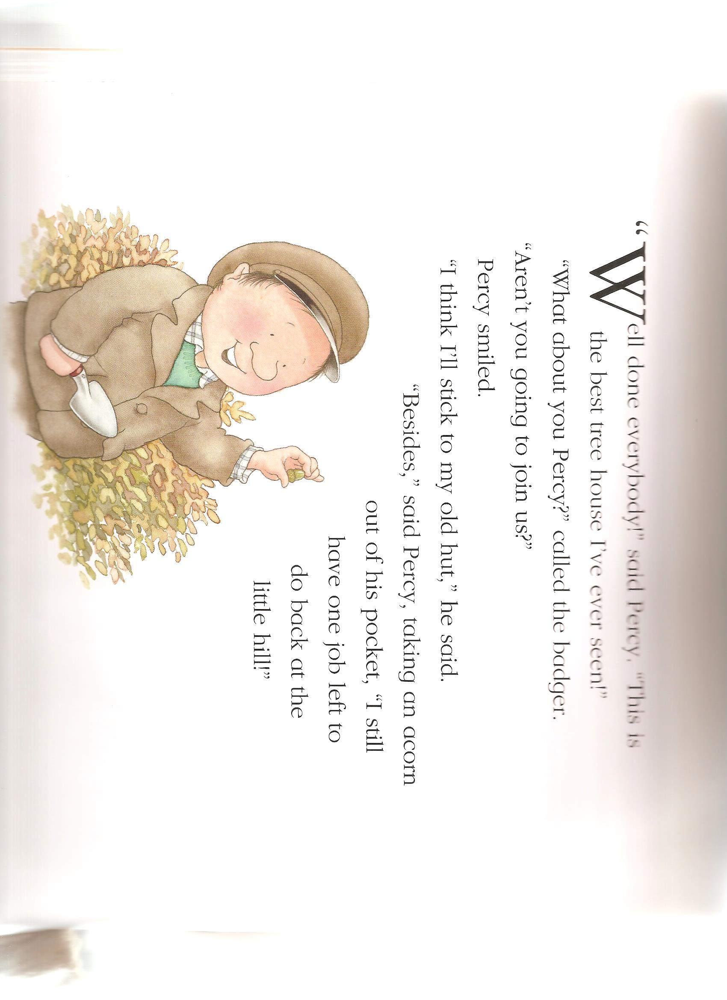 “Well done everybody!” said Percy. “This is
the best tree house I’ve ever seen!”
“What about you Percy?” called the badger.
“Aren’t you going to join us?”
Percy smiled.
“I think I’ll stick to my old hut,” he said.
“Besides,” said Percy, taking an acorn
out of his pocket, “I still
have one job left to
do back at the
little hill!”